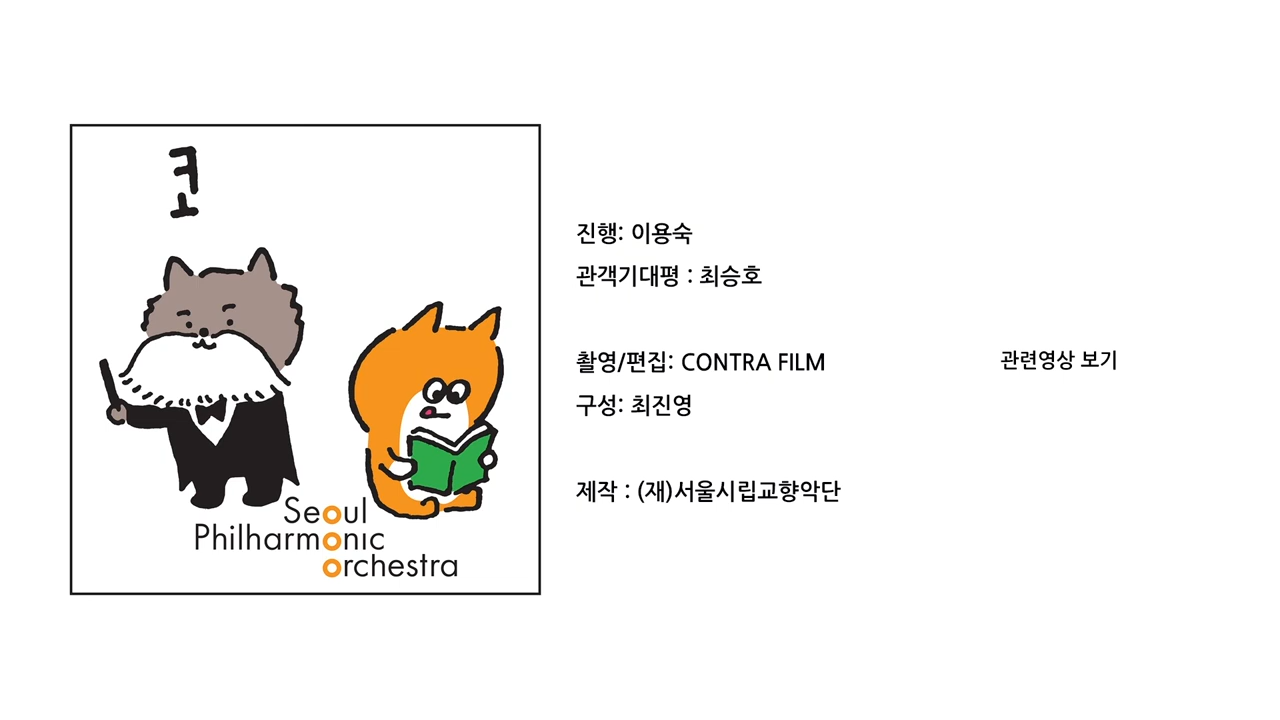 코
Seoul
Philharmonic
orchestra
진행: 이용숙
관객기대평 : 최승호
촬영/편집: CONTRA FILM
구성: 최진영
제작 : (재)서울시립교향악단
관련영상 보기